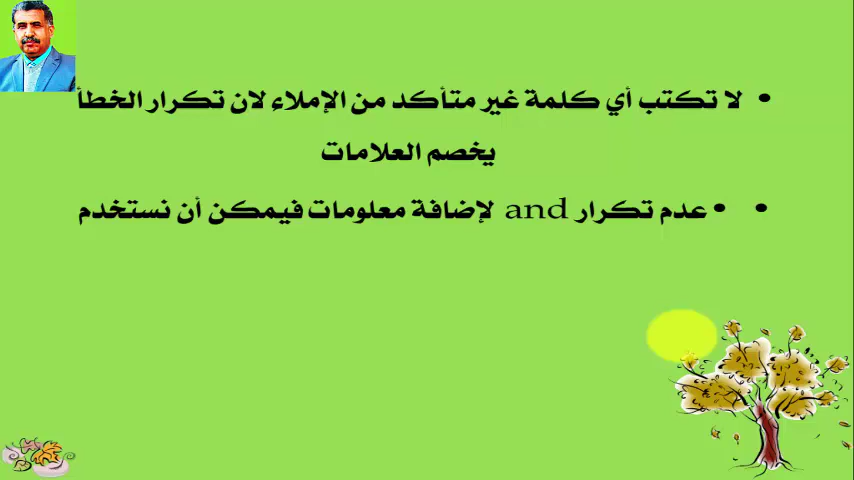 • لا تكتب أي كلمة غير متأكد من الإملاء لان تكرار الخطأ
يخصم العلامات
• • عدم تكرار and لإضافة معلومات فيمكن أن نستخدم